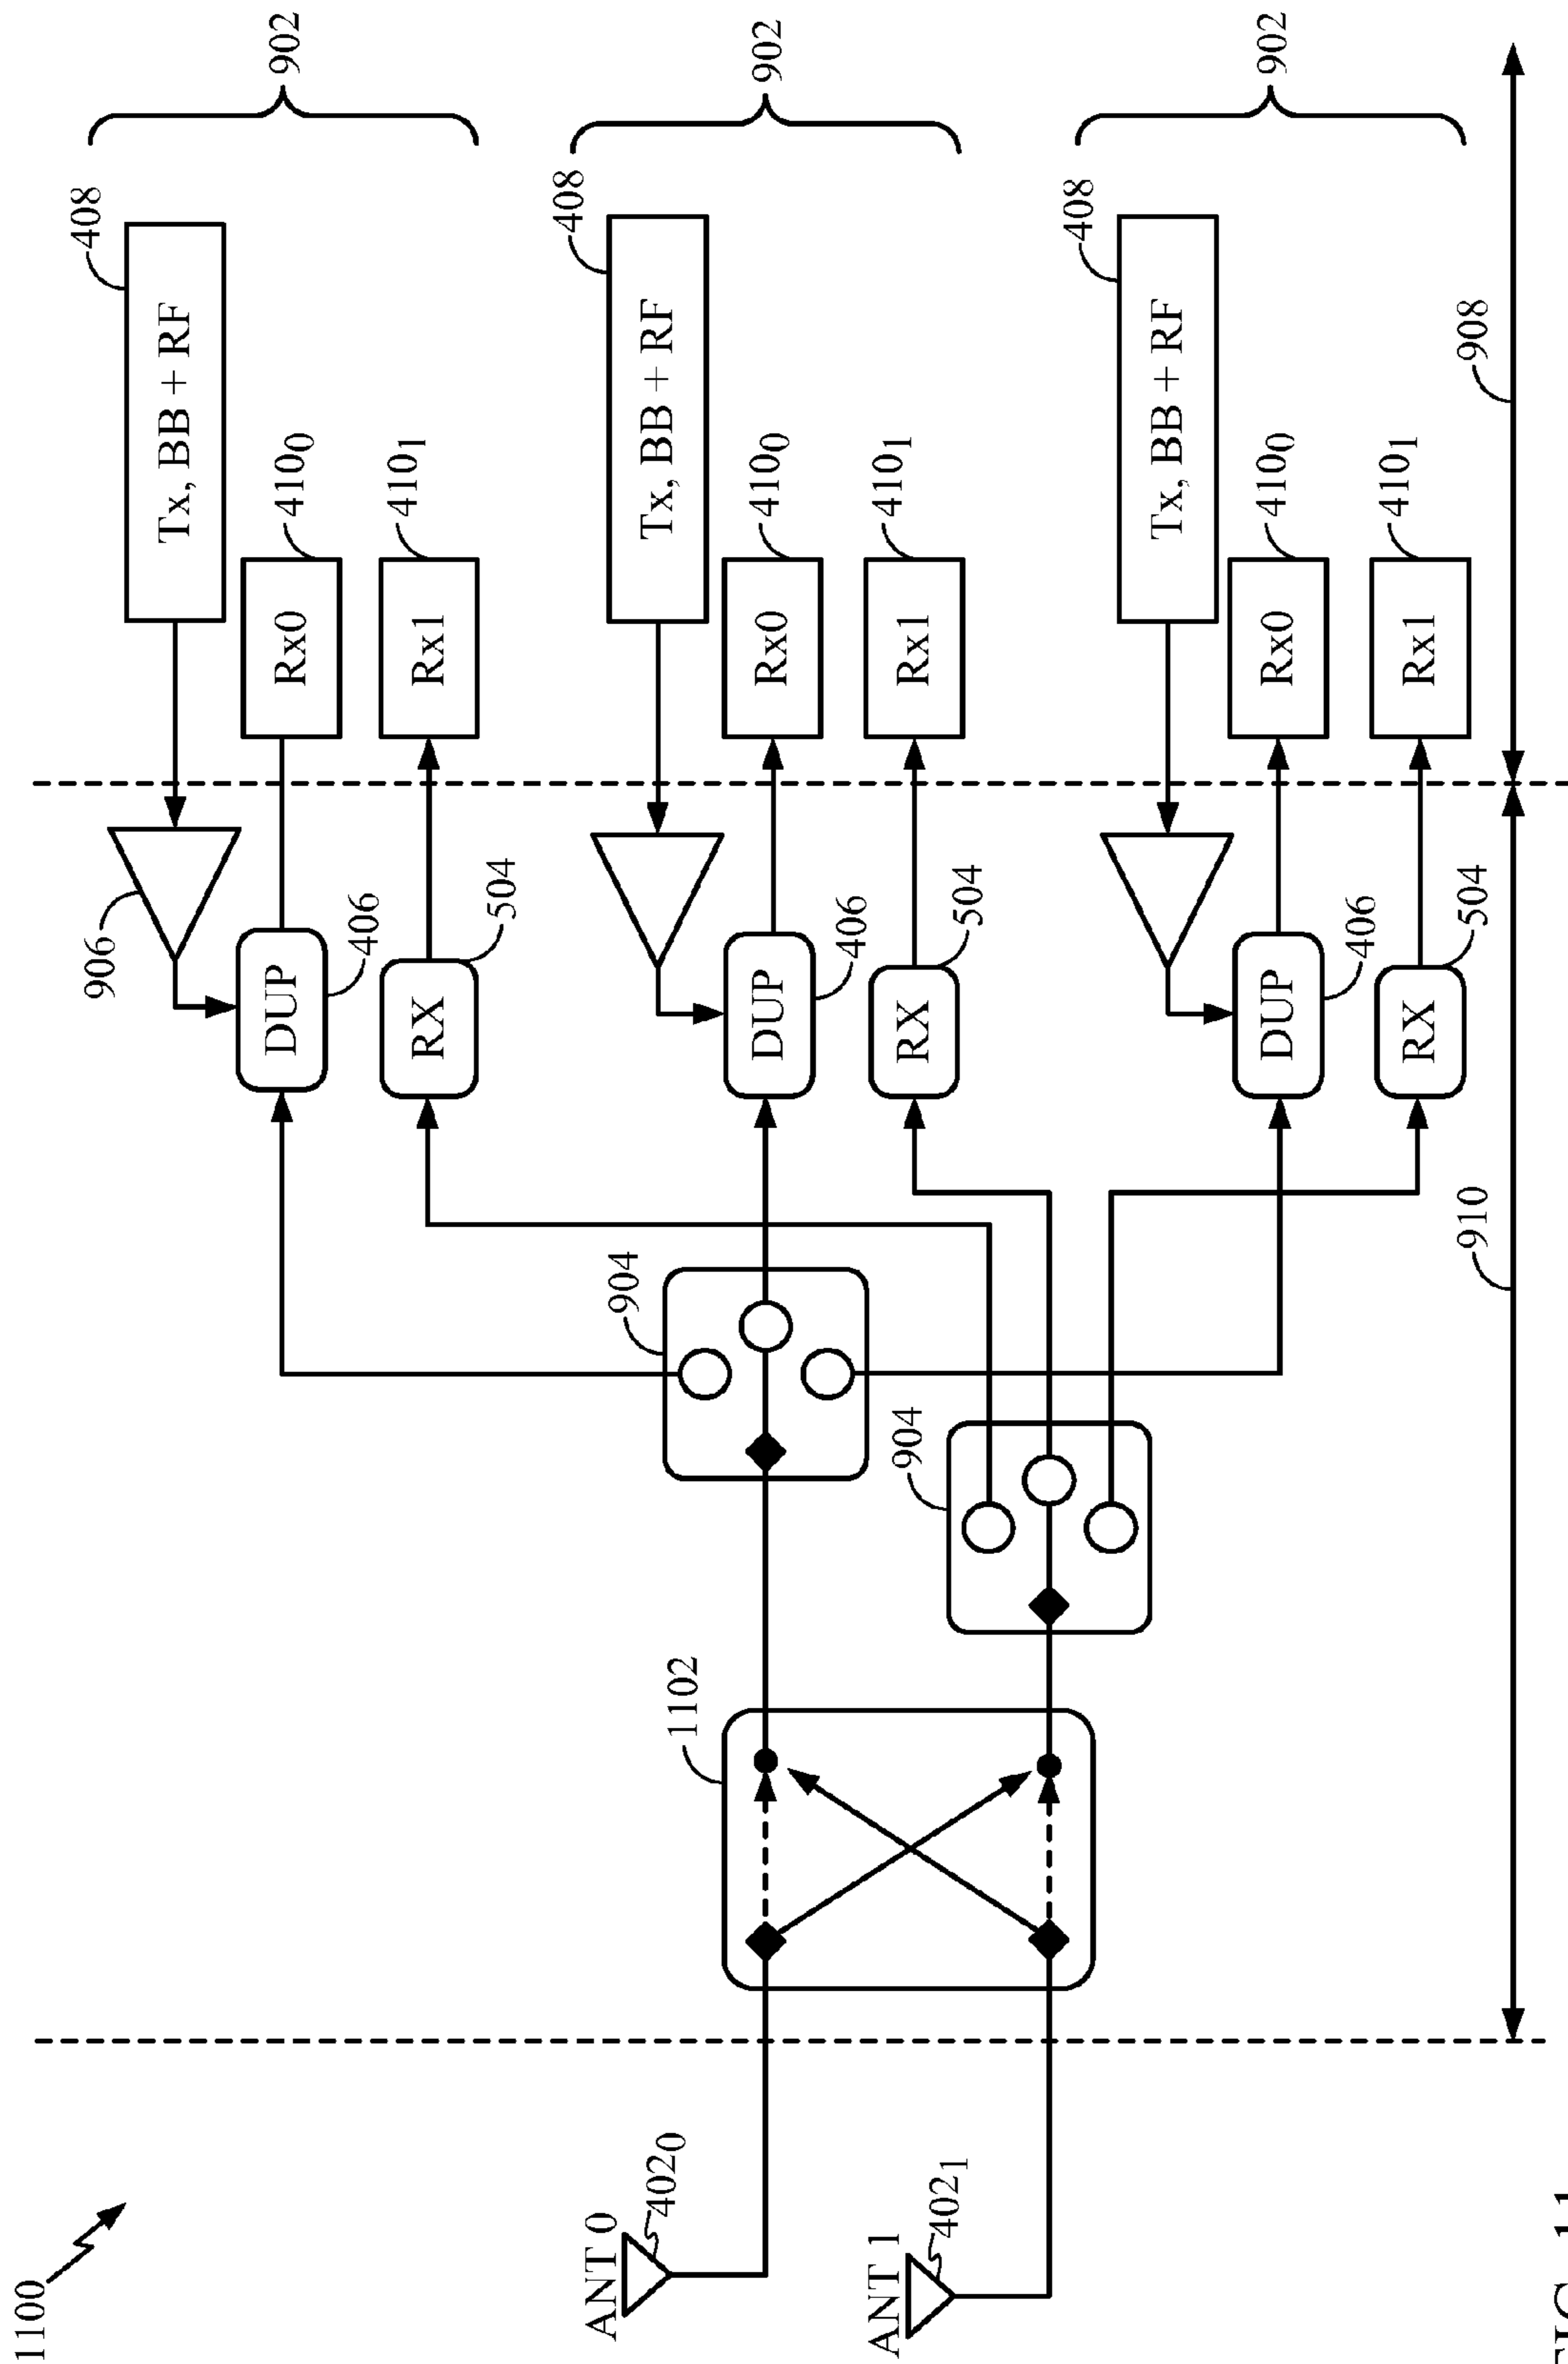 1100
ANT 0
402₀
ANT 1
402₁
1102
904
904
906
DUP
406
RX
504
Tx, BB + RF
408
Rx0
410₀
Rx1
410₁
902
DUP
406
RX
504
Tx, BB + RF
408
Rx0
410₀
Rx1
410₁
902
DUP
406
RX
504
Tx, BB + RF
408
Rx0
410₀
Rx1
410₁
902
910
908
FIG. 11